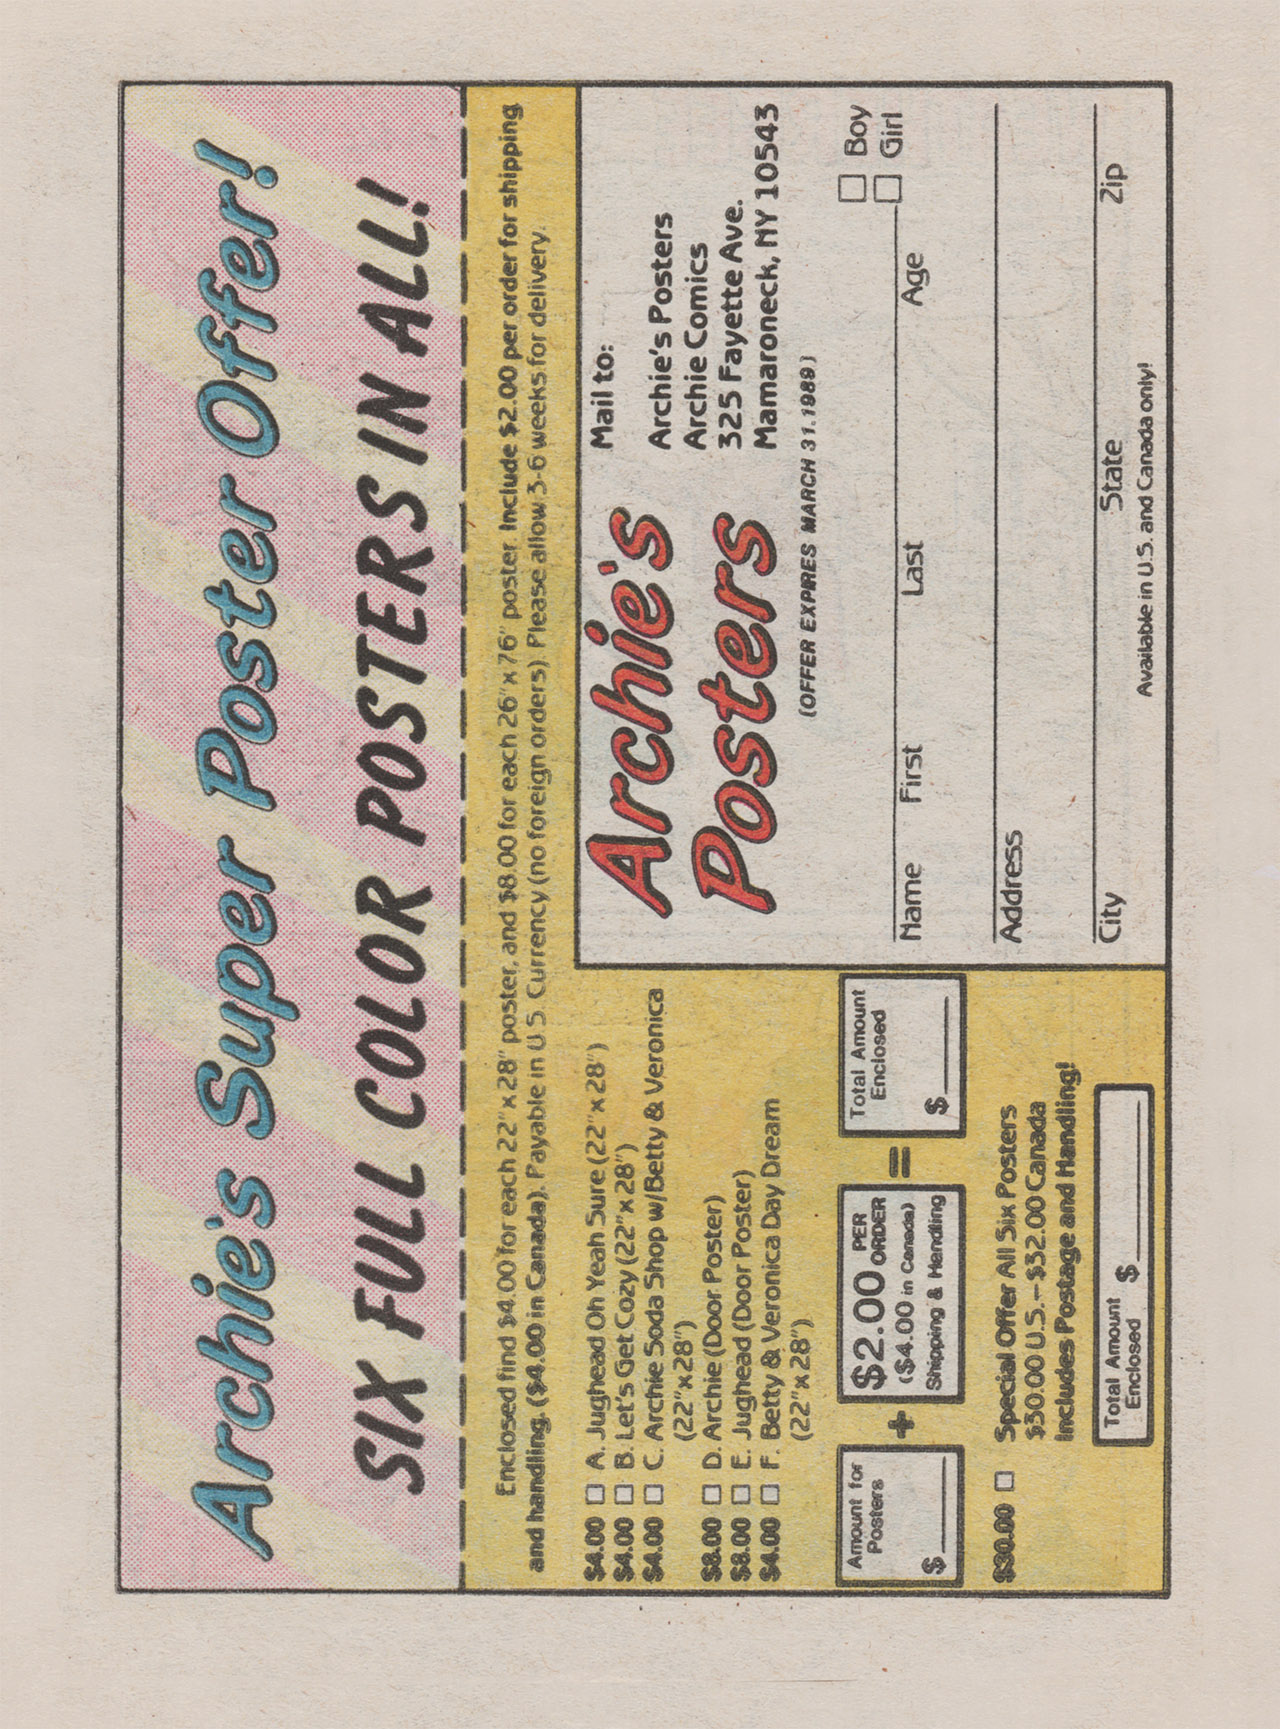 Archie's Super Poster Offer!
SIX FULL COLOR POSTERS IN ALL!
Enclosed find $4.00 for each 22"x 28" poster, and $8.00 for each 26"x 76" poster. Include $2.00 per order for shipping
and handling. ($4.00 in Canada). Payable in U.S. Currency (no foreign orders). Please allow 3-6 weeks for delivery.
$4.00 □ A. Jughead Oh Yeah Sure (22"x 28")
$4.00 □ B. Let's Get Cozy (22"x 28")
$4.00 □ C. Archie Soda Shop w/Betty & Veronica
(22"x 28")
$8.00 □ D. Archie (Door Poster)
$8.00 □ E. Jughead (Door Poster)
$4.00 □ F. Betty & Veronica Day Dream
(22"x 28")
Amount for
Posters
$
+
$2.00 PER
ORDER
($4.00 in Canada)
Shipping & Handling
=
Total Amount
Enclosed
$
$30.00 □ Special Offer All Six Posters
$30.00 U.S.–$32.00 Canada
Includes Postage and Handling!
Total Amount
Enclosed $
Archie's
Posters
Mail to:
Archie's Posters
Archie Comics
325 Fayette Ave.
Mamaroneck, NY 10543
(OFFER EXPIRES MARCH 31.1989)
□ Boy
□ Girl
Name First Last Age
Address
City State Zip
Available in U.S. and Canada only!